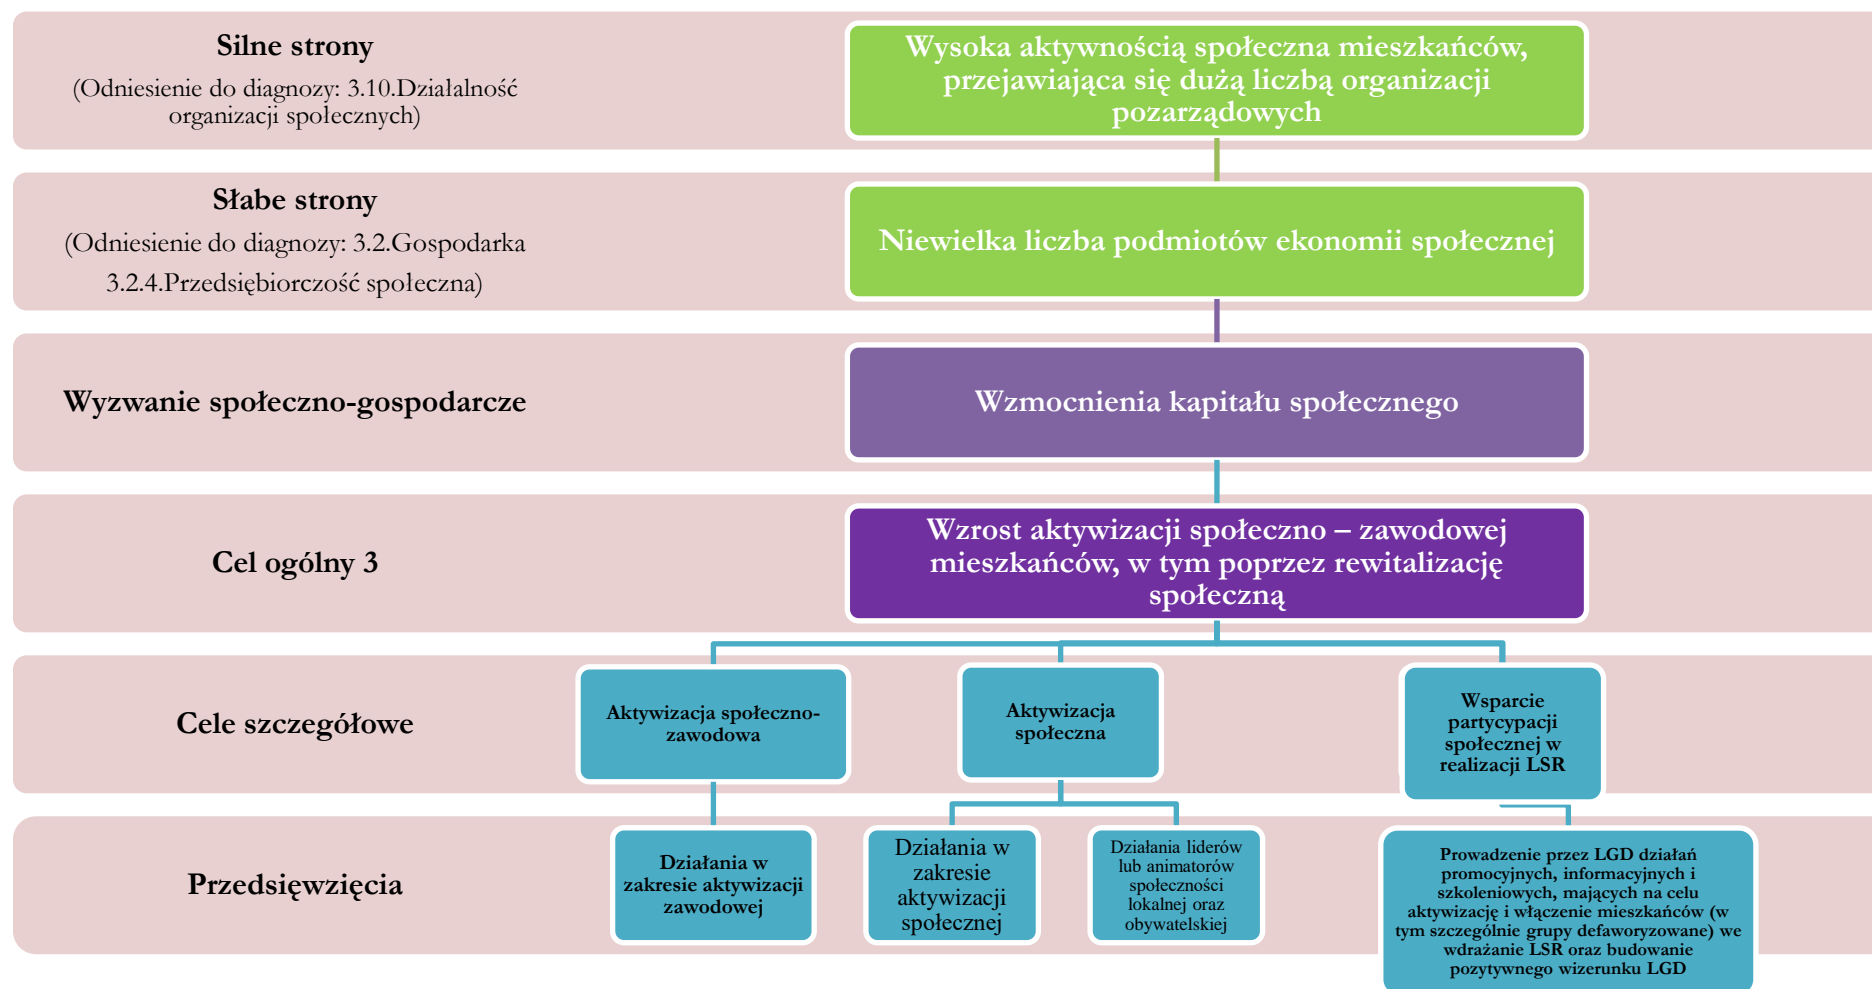 Silne strony
(Odniesienie do diagnozy: 3.10.Działalność
organizacji społecznych)
Wysoka aktywnością społeczna mieszkańców,
przejawiająca się dużą liczbą organizacji
pozarządowych
Słabe strony
(Odniesienie do diagnozy: 3.2.Gospodarka
3.2.4.Przedsiębiorczość społeczna)
Niewielka liczba podmiotów ekonomii społecznej
Wyzwanie społeczno-gospodarcze
Wzmocnienia kapitału społecznego
Cel ogólny 3
Wzrost aktywizacji społeczno – zawodowej
mieszkańców, w tym poprzez rewitalizację
społeczną
Cele szczegółowe
Aktywizacja społeczno-
zawodowa
Aktywizacja
społeczna
Wsparcie
partycypacji
społecznej w
realizacji LSR
Przedsięwzięcia
Działania w
zakresie aktywizacji
zawodowej
Działania w
zakresie
aktywizacji
społecznej
Działania liderów
lub animatorów
społeczności
lokalnej oraz
obywatelskiej
Prowadzenie przez LGD działań
promocyjnych, informacyjnych i
szkoleniowych, mających na celu
aktywizację i włączenie mieszkańców (w
tym szczególnie grupy defaworyzowane) we
wdrażanie LSR oraz budowanie
pozytywnego wizerunku LGD